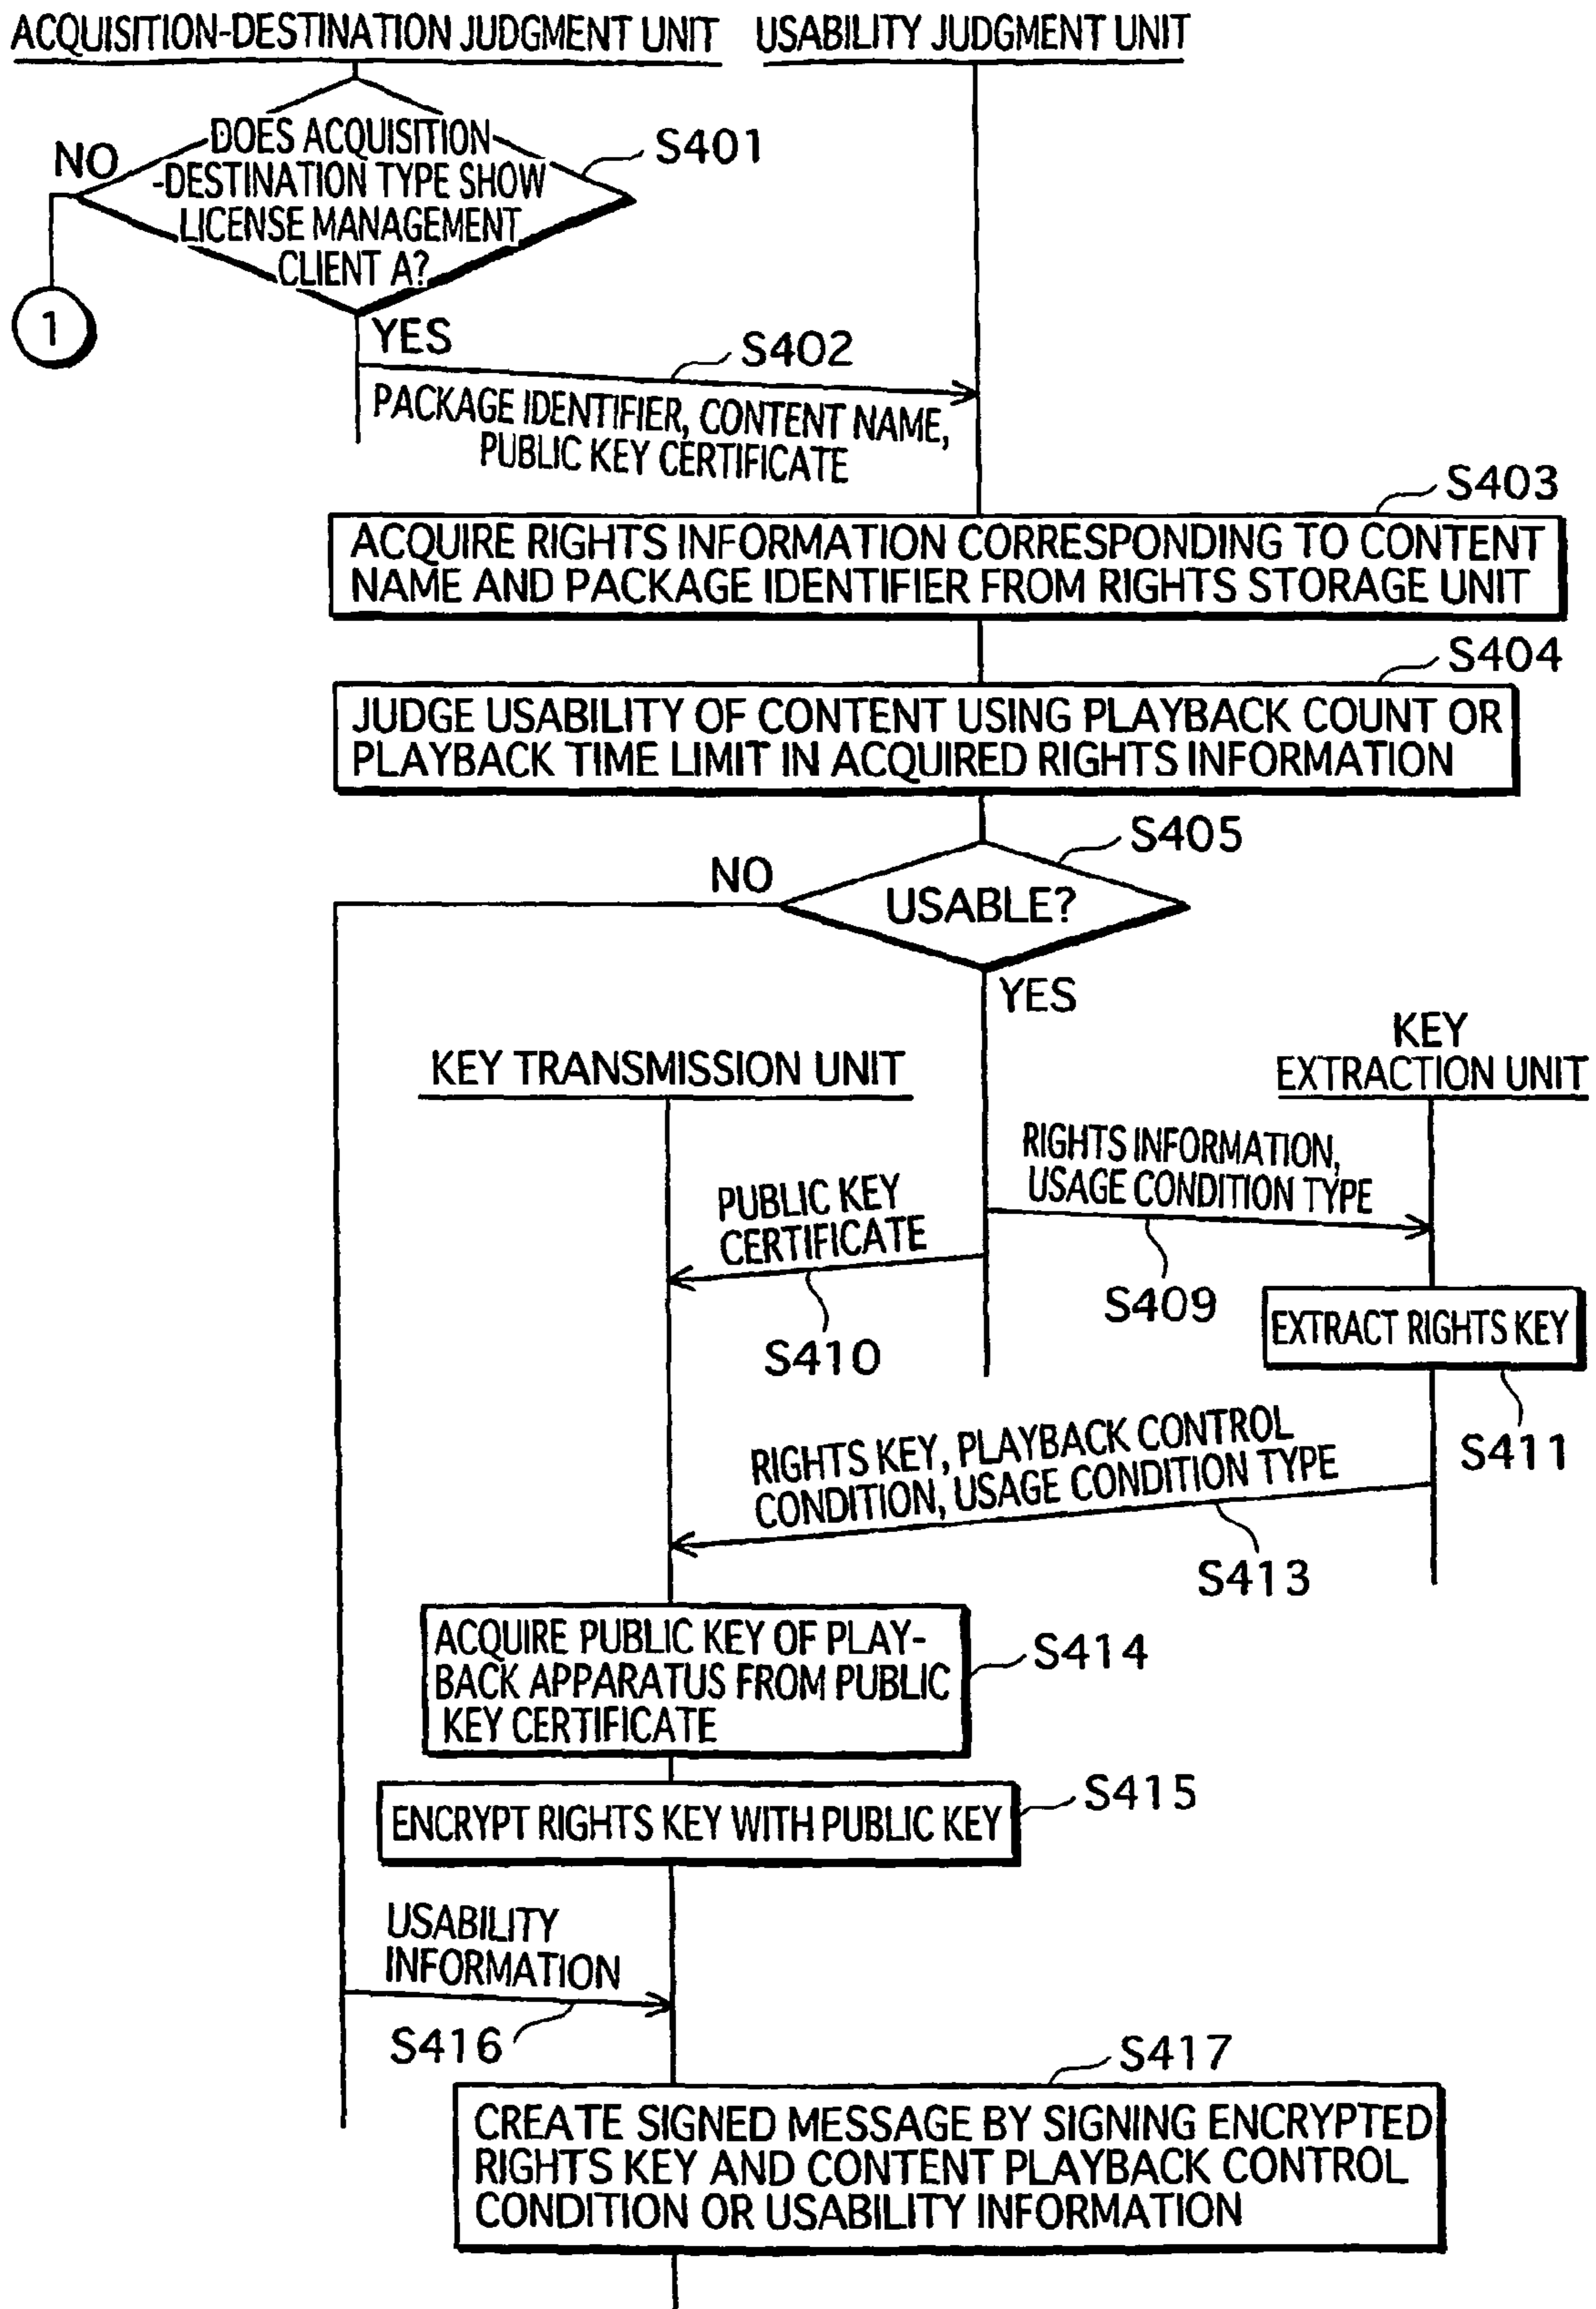 ACQUISITION-DESTINATION JUDGMENT UNIT
USABILITY JUDGMENT UNIT
DOES ACQUISITION
-DESTINATION TYPE SHOW
LICENSE MANAGEMENT
CLIENT A?
S401
NO
1
YES
S402
PACKAGE IDENTIFIER, CONTENT NAME,
PUBLIC KEY CERTIFICATE
S403
ACQUIRE RIGHTS INFORMATION CORRESPONDING TO CONTENT
NAME AND PACKAGE IDENTIFIER FROM RIGHTS STORAGE UNIT
S404
JUDGE USABILITY OF CONTENT USING PLAYBACK COUNT OR
PLAYBACK TIME LIMIT IN ACQUIRED RIGHTS INFORMATION
S405
NO
USABLE?
YES
KEY TRANSMISSION UNIT
KEY
EXTRACTION UNIT
RIGHTS INFORMATION,
USAGE CONDITION TYPE
PUBLIC KEY
CERTIFICATE
S409
S410
EXTRACT RIGHTS KEY
S411
RIGHTS KEY, PLAYBACK CONTROL
CONDITION, USAGE CONDITION TYPE
S413
ACQUIRE PUBLIC KEY OF PLAY-
BACK APPARATUS FROM PUBLIC
KEY CERTIFICATE
S414
ENCRYPT RIGHTS KEY WITH PUBLIC KEY
S415
USABILITY
INFORMATION
S416
S417
CREATE SIGNED MESSAGE BY SIGNING ENCRYPTED
RIGHTS KEY AND CONTENT PLAYBACK CONTROL
CONDITION OR USABILITY INFORMATION